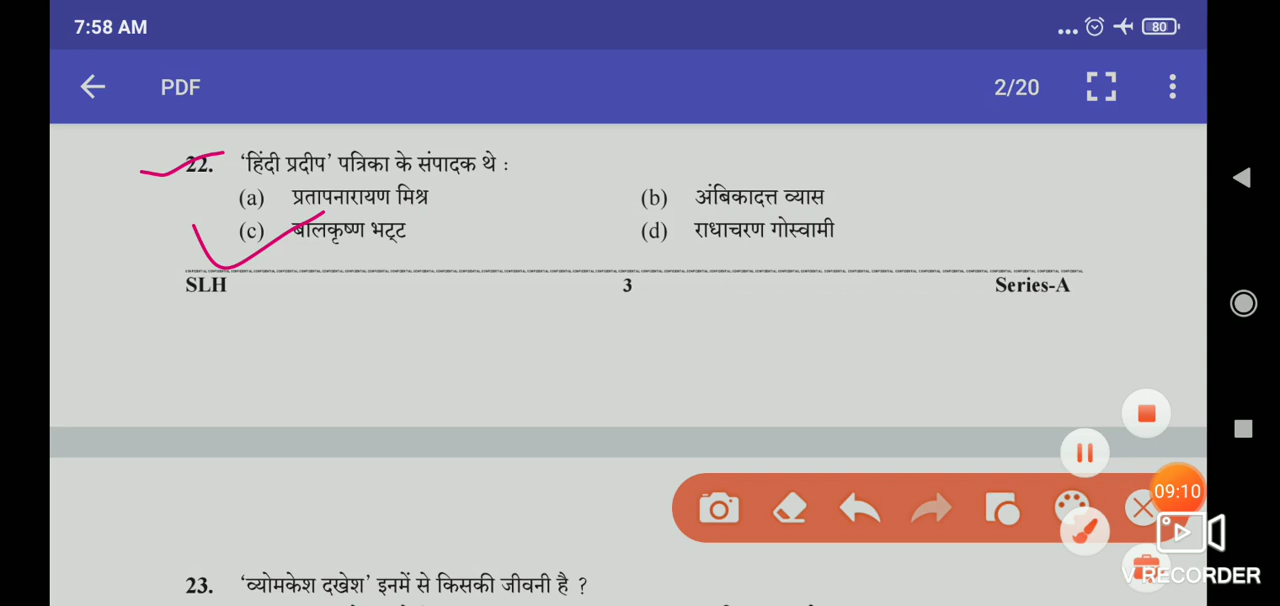 7:58 AM
80
PDF
2/20
22. ‘हिंदी प्रदीप’ पत्रिका के संपादक थे :
(a) प्रतापनारायण मिश्र (b) अंबिकादत्त व्यास
(c) बालकृष्ण भट्ट (d) राधाचरण गोस्वामी
SLH 3 Series-A
09:10
V RECORDER
23. ‘व्योमकेश दखेश’ इनमें से किसकी जीवनी है ?